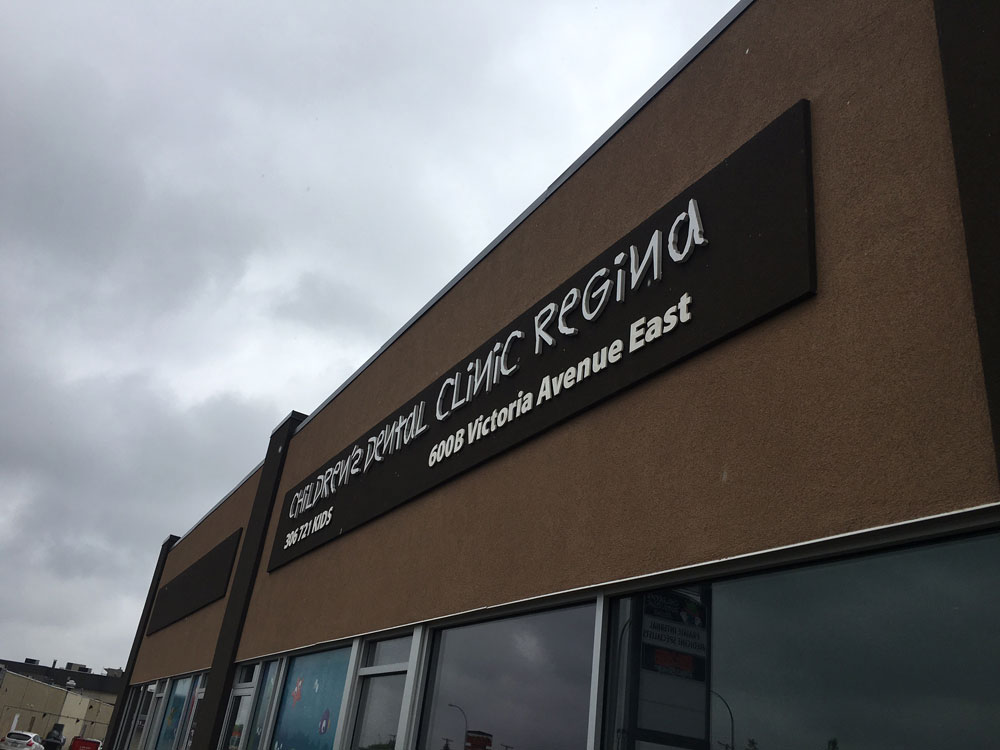 CHiLDReN's DeNtaL CLiNiC ReGiNa
306 721 KIDS
600B Victoria Avenue East